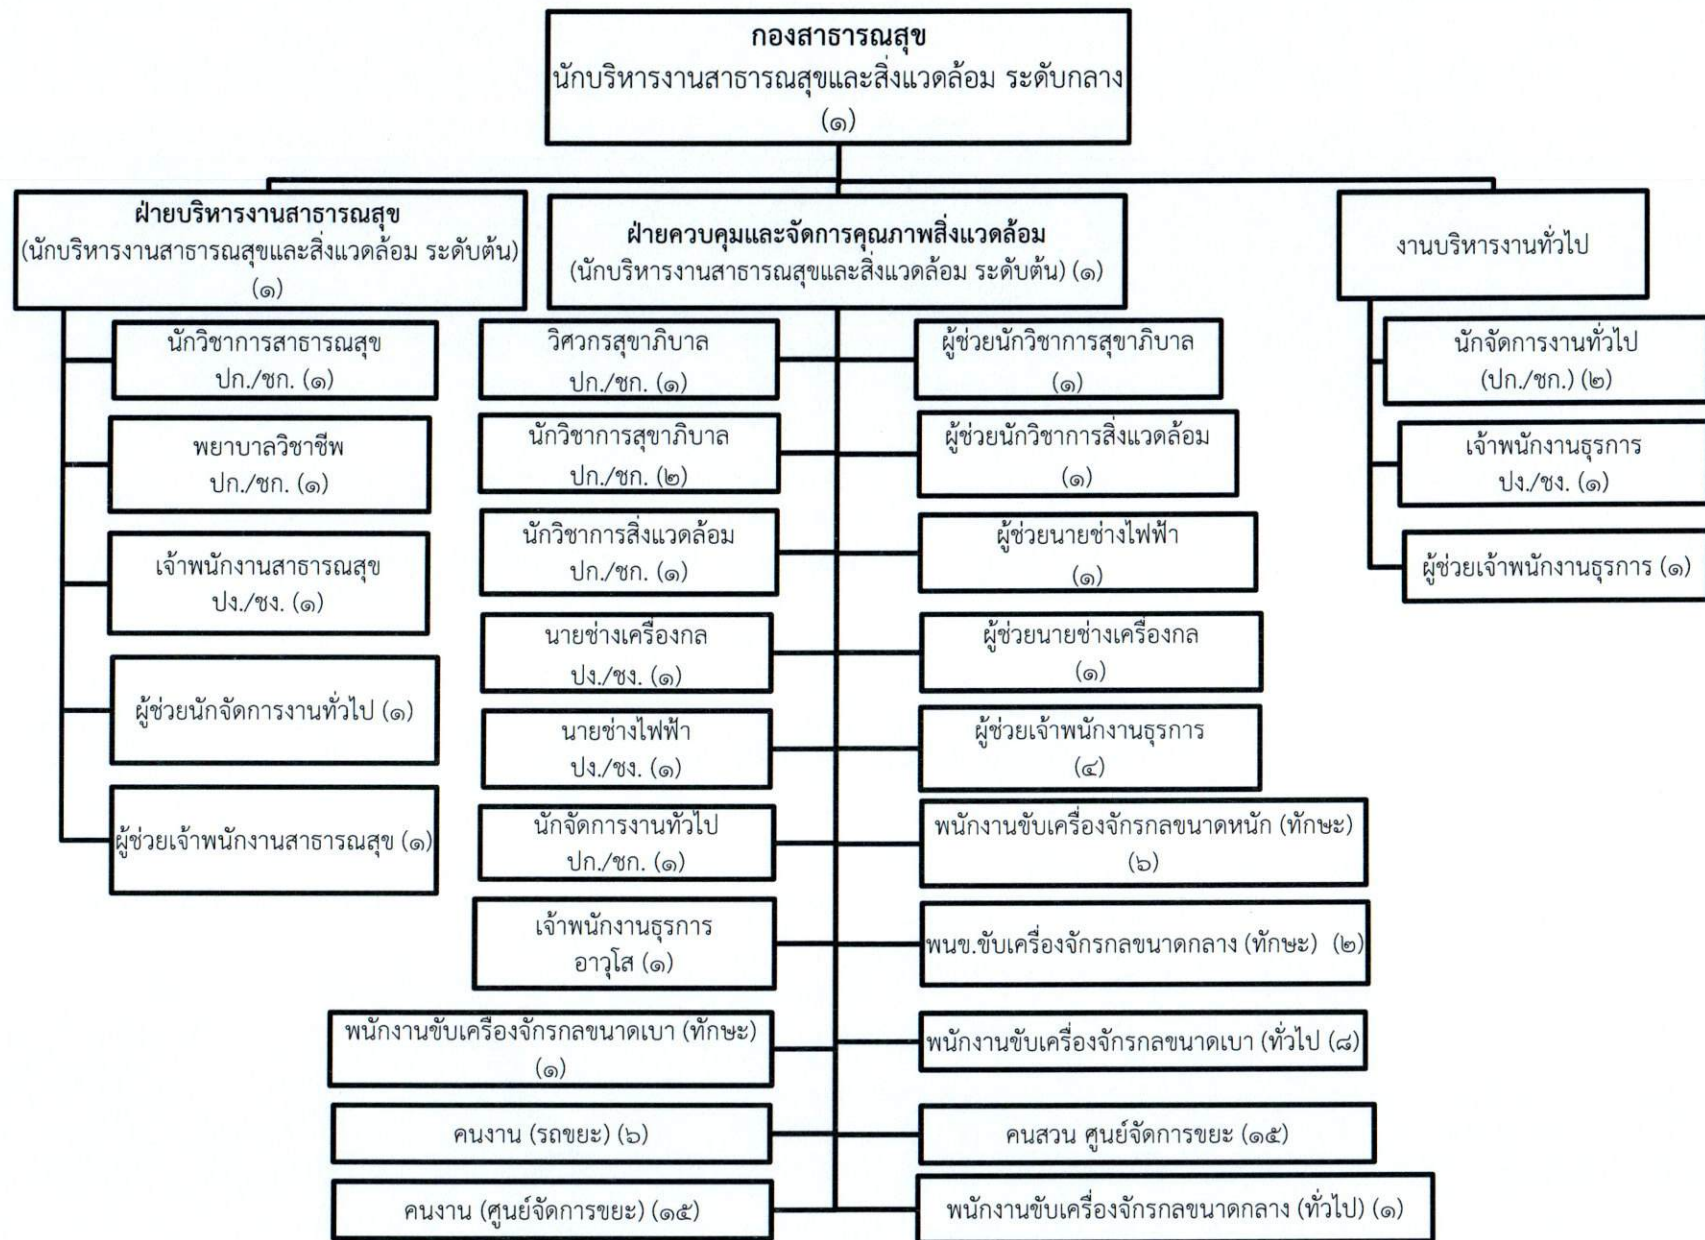 กองสาธารณสุข
นักบริหารงานสาธารณสุขและสิ่งแวดล้อม ระดับกลาง
(๑)
ฝ่ายบริหารงานสาธารณสุข
(นักบริหารงานสาธารณสุขและสิ่งแวดล้อม ระดับต้น)
(๑)
นักวิชาการสาธารณสุข
ปก./ชก. (๑)
พยาบาลวิชาชีพ
ปก./ชก. (๑)
เจ้าพนักงานสาธารณสุข
ปง./ชง. (๑)
ผู้ช่วยนักจัดการงานทั่วไป (๑)
ผู้ช่วยเจ้าพนักงานสาธารณสุข (๑)
ฝ่ายควบคุมและจัดการคุณภาพสิ่งแวดล้อม
(นักบริหารงานสาธารณสุขและสิ่งแวดล้อม ระดับต้น) (๑)
วิศวกรสุขาภิบาล
ปก./ชก. (๑)
นักวิชาการสุขาภิบาล
ปก./ชก. (๒)
นักวิชาการสิ่งแวดล้อม
ปก./ชก. (๑)
นายช่างเครื่องกล
ปง./ชง. (๑)
นายช่างไฟฟ้า
ปง./ชง. (๑)
นักจัดการงานทั่วไป
ปก./ชก. (๑)
เจ้าพนักงานธุรการ
อาวุโส (๑)
พนักงานขับเครื่องจักรกลขนาดเบา (ทักษะ)
(๑)
คนงาน (รถขยะ) (๖)
คนงาน (ศูนย์จัดการขยะ) (๑๕)
ผู้ช่วยนักวิชาการสุขาภิบาล
(๑)
ผู้ช่วยนักวิชาการสิ่งแวดล้อม
(๑)
ผู้ช่วยนายช่างไฟฟ้า
(๑)
ผู้ช่วยนายช่างเครื่องกล
(๑)
ผู้ช่วยเจ้าพนักงานธุรการ
(๔)
พนักงานขับเครื่องจักรกลขนาดหนัก (ทักษะ)
(๖)
พนข.ขับเครื่องจักรกลขนาดกลาง (ทักษะ) (๒)
พนักงานขับเครื่องจักรกลขนาดเบา (ทั่วไป (๘)
คนสวน ศูนย์จัดการขยะ (๑๕)
พนักงานขับเครื่องจักรกลขนาดกลาง (ทั่วไป) (๑)
งานบริหารงานทั่วไป
นักจัดการงานทั่วไป
(ปก./ชก.) (๒)
เจ้าพนักงานธุรการ
ปง./ชง. (๑)
ผู้ช่วยเจ้าพนักงานธุรการ (๑)